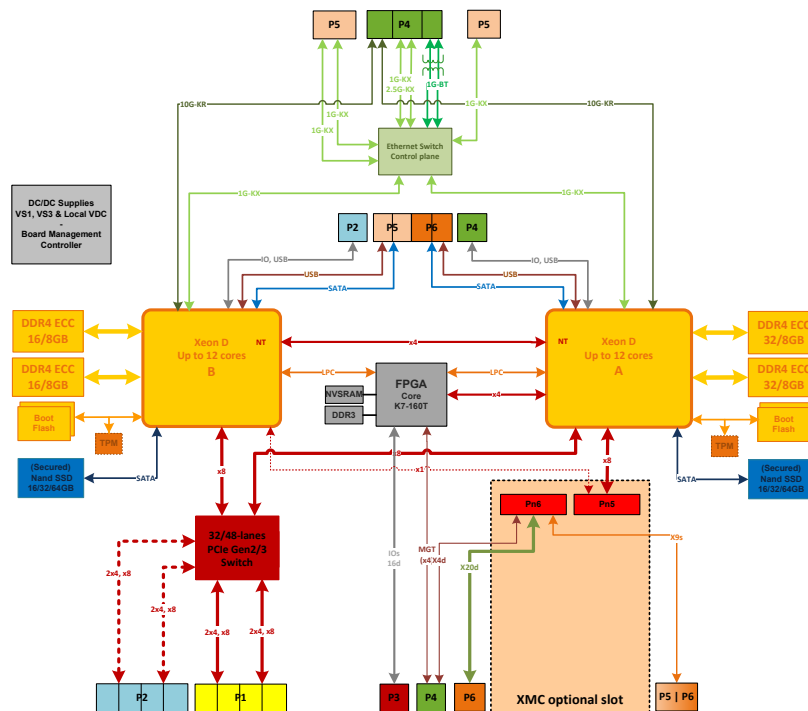 P5
P4
P5
1G-KX
2.5G-KX
1G-BT
10G-KR
10G-KR
1G-KX
1G-KX
1G-KX
Ethernet Switch
Control plane
1G-KX
1G-KX
DC/DC Supplies
VS1, VS3 & Local VDC
-
Board Management
Controller
P2
P5
P6
P4
IO, USB
IO, USB
USB
USB
SATA
SATA
DDR4 ECC
16/8GB
Xeon D
Up to 12 cores
B
NT
x4
NT
Xeon D
Up to 12 cores
A
DDR4 ECC
32/8GB
DDR4 ECC
16/8GB
LPC
FPGA
Core
K7-160T
LPC
x4
DDR4 ECC
32/8GB
NVSRAM
DDR3
Boot
Flash
TPM
Boot
Flash
TPM
(Secured)
Nand SSD
16/32/64GB
SATA
x8
x8
x1
x8
SATA
(Secured)
Nand SSD
16/32/64GB
Pn6
Pn5
32/48-lanes
PCIe Gen2/3
Switch
IOs
16d
MGT
(x4)
X4d
X20d
X9s
2x4, x8
2x4, x8
2x4, x8
2x4, x8
P2
P1
P3
P4
P6
XMC optional slot
P5 | P6